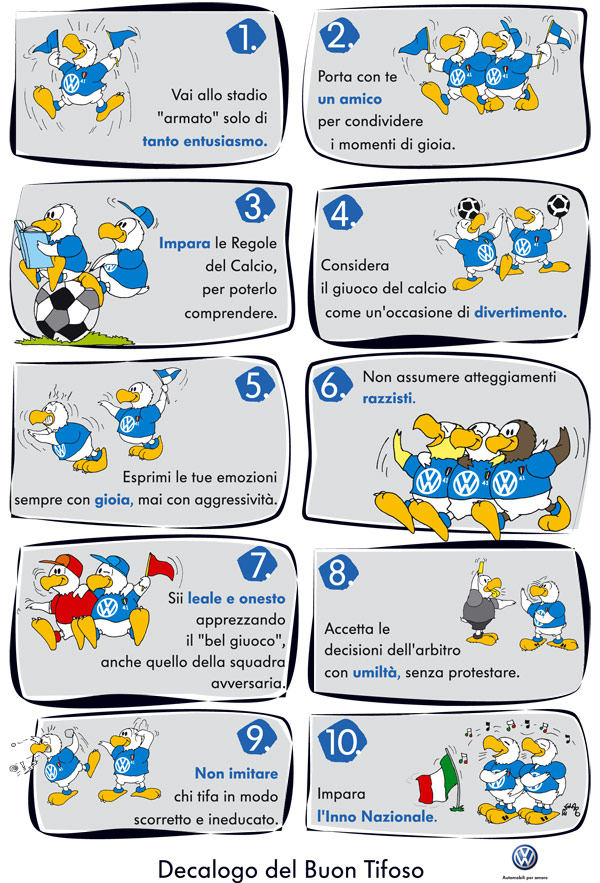 1.
Vai allo stadio
"armato" solo di
tanto entusiasmo.
2.
Porta con te
un amico
per condividere
i momenti di gioia.
3.
Impara le Regole
del Calcio,
per poterlo
comprendere.
4.
Considera
il giuoco del calcio
come un'occasione di divertimento.
5.
Esprimi le tue emozioni
sempre con gioia, mai con aggressività.
6.
Non assumere atteggiamenti
razzisti.
7.
Sii leale e onesto
apprezzando
il "bel giuoco",
anche quello della squadra
avversaria.
8.
Accetta le
decisioni dell'arbitro
con umiltà, senza protestare.
9.
Non imitare
chi tifa in modo
scorretto e ineducato.
10.
Impara
l'Inno Nazionale.
Decalogo del Buon Tifoso
Automobili per amore